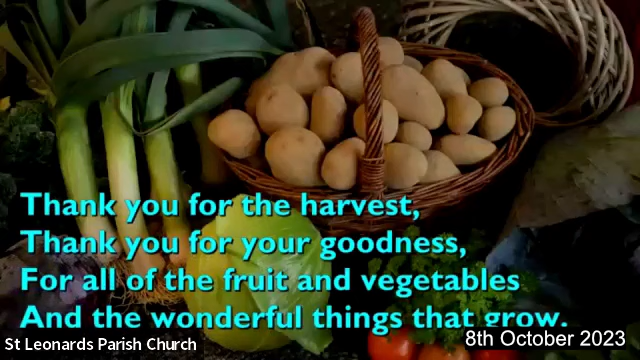 Thank you for the harvest,
Thank you for your goodness,
For all of the fruit and vegetables
And the wonderful things that grow.
St Leonards Parish Church
8th October 2023